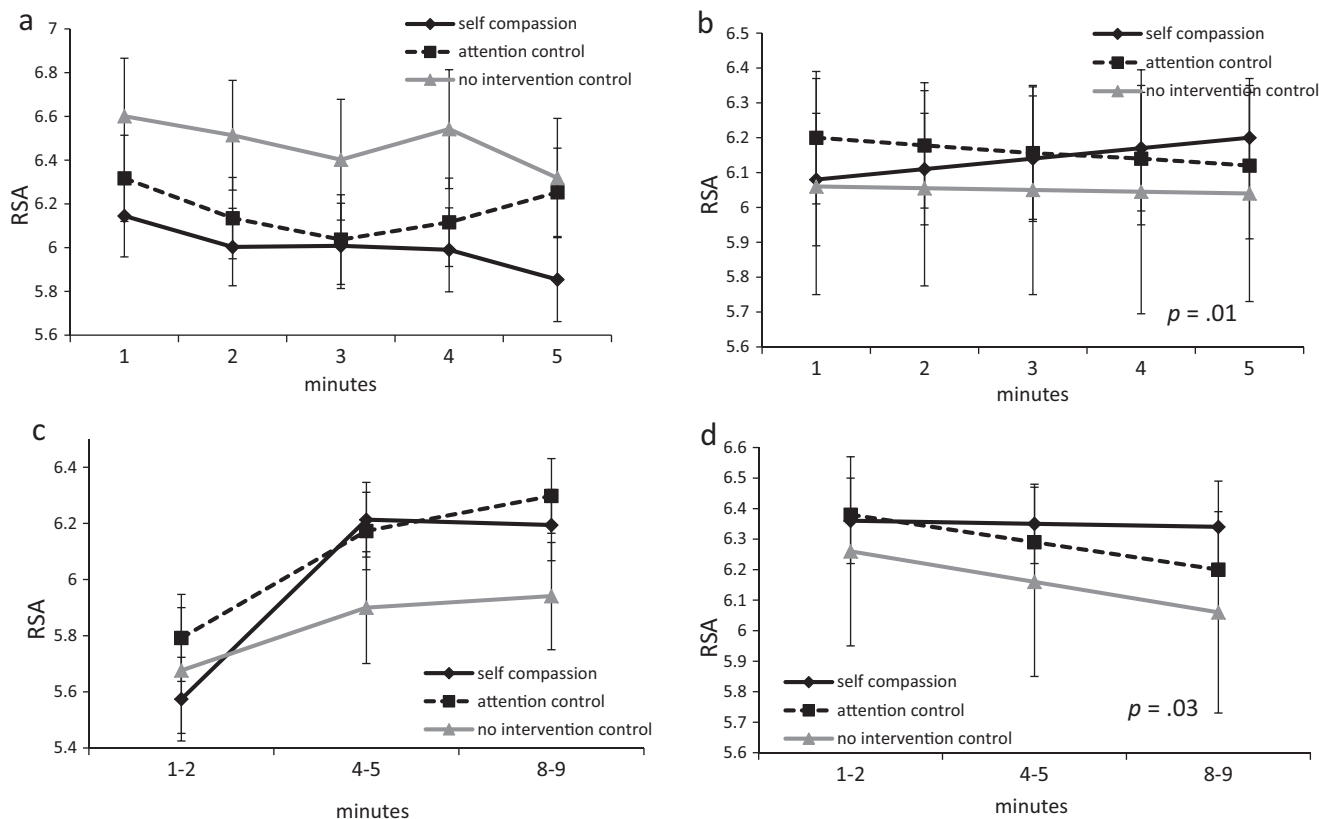 a
self compassion
attention control
no intervention control
7
6.8
6.6
6.4
6.2
6
5.8
5.6
RSA
1 2 3 4 5
minutes
b
self compassion
attention control
no intervention control
6.5
6.4
6.3
6.2
6.1
6
5.9
5.8
5.7
5.6
RSA
p = .01
1 2 3 4 5
minutes
c
6.4
6.2
6
5.8
5.6
5.4
RSA
self compassion
attention control
no intervention control
1-2 4-5 8-9
minutes
d
6.6
6.5
6.4
6.3
6.2
6.1
6
5.9
5.8
5.7
5.6
RSA
self compassion
attention control
no intervention control
p = .03
1-2 4-5 8-9
minutes